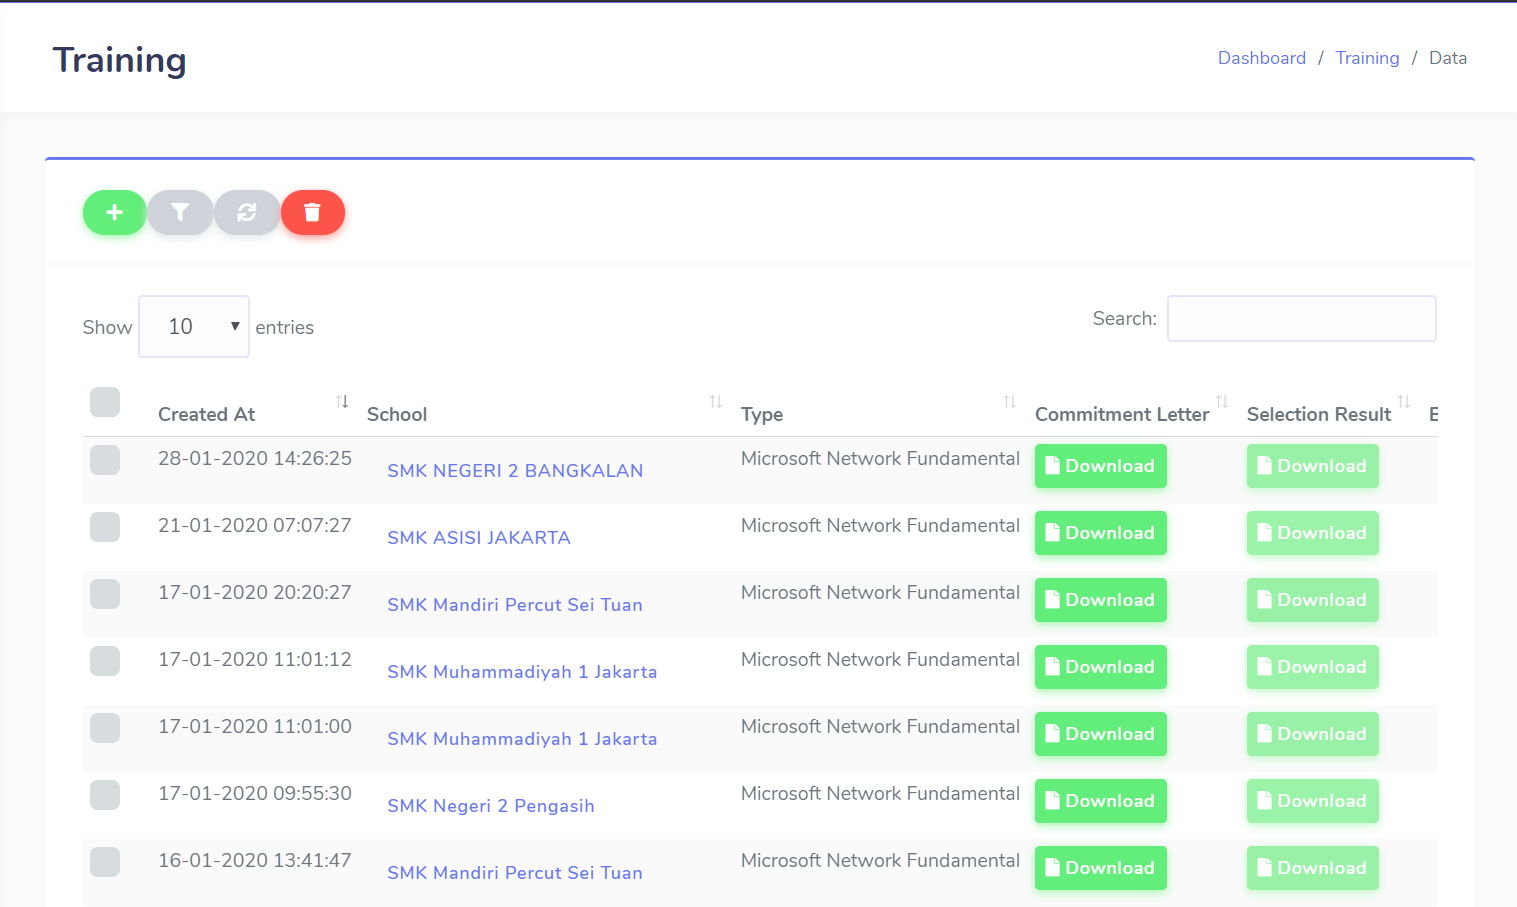 Training
Dashboard / Training / Data
Show 10 entries
Search:
Created At School Type Commitment Letter Selection Result E
28-01-2020 14:26:25 SMK NEGERI 2 BANGKALAN Microsoft Network Fundamental Download Download
21-01-2020 07:07:27 SMK ASISI JAKARTA Microsoft Network Fundamental Download Download
17-01-2020 20:20:27 SMK Mandiri Percut Sei Tuan Microsoft Network Fundamental Download Download
17-01-2020 11:01:12 SMK Muhammadiyah 1 Jakarta Microsoft Network Fundamental Download Download
17-01-2020 11:01:00 SMK Muhammadiyah 1 Jakarta Microsoft Network Fundamental Download Download
17-01-2020 09:55:30 SMK Negeri 2 Pengasih Microsoft Network Fundamental Download Download
16-01-2020 13:41:47 SMK Mandiri Percut Sei Tuan Microsoft Network Fundamental Download Download